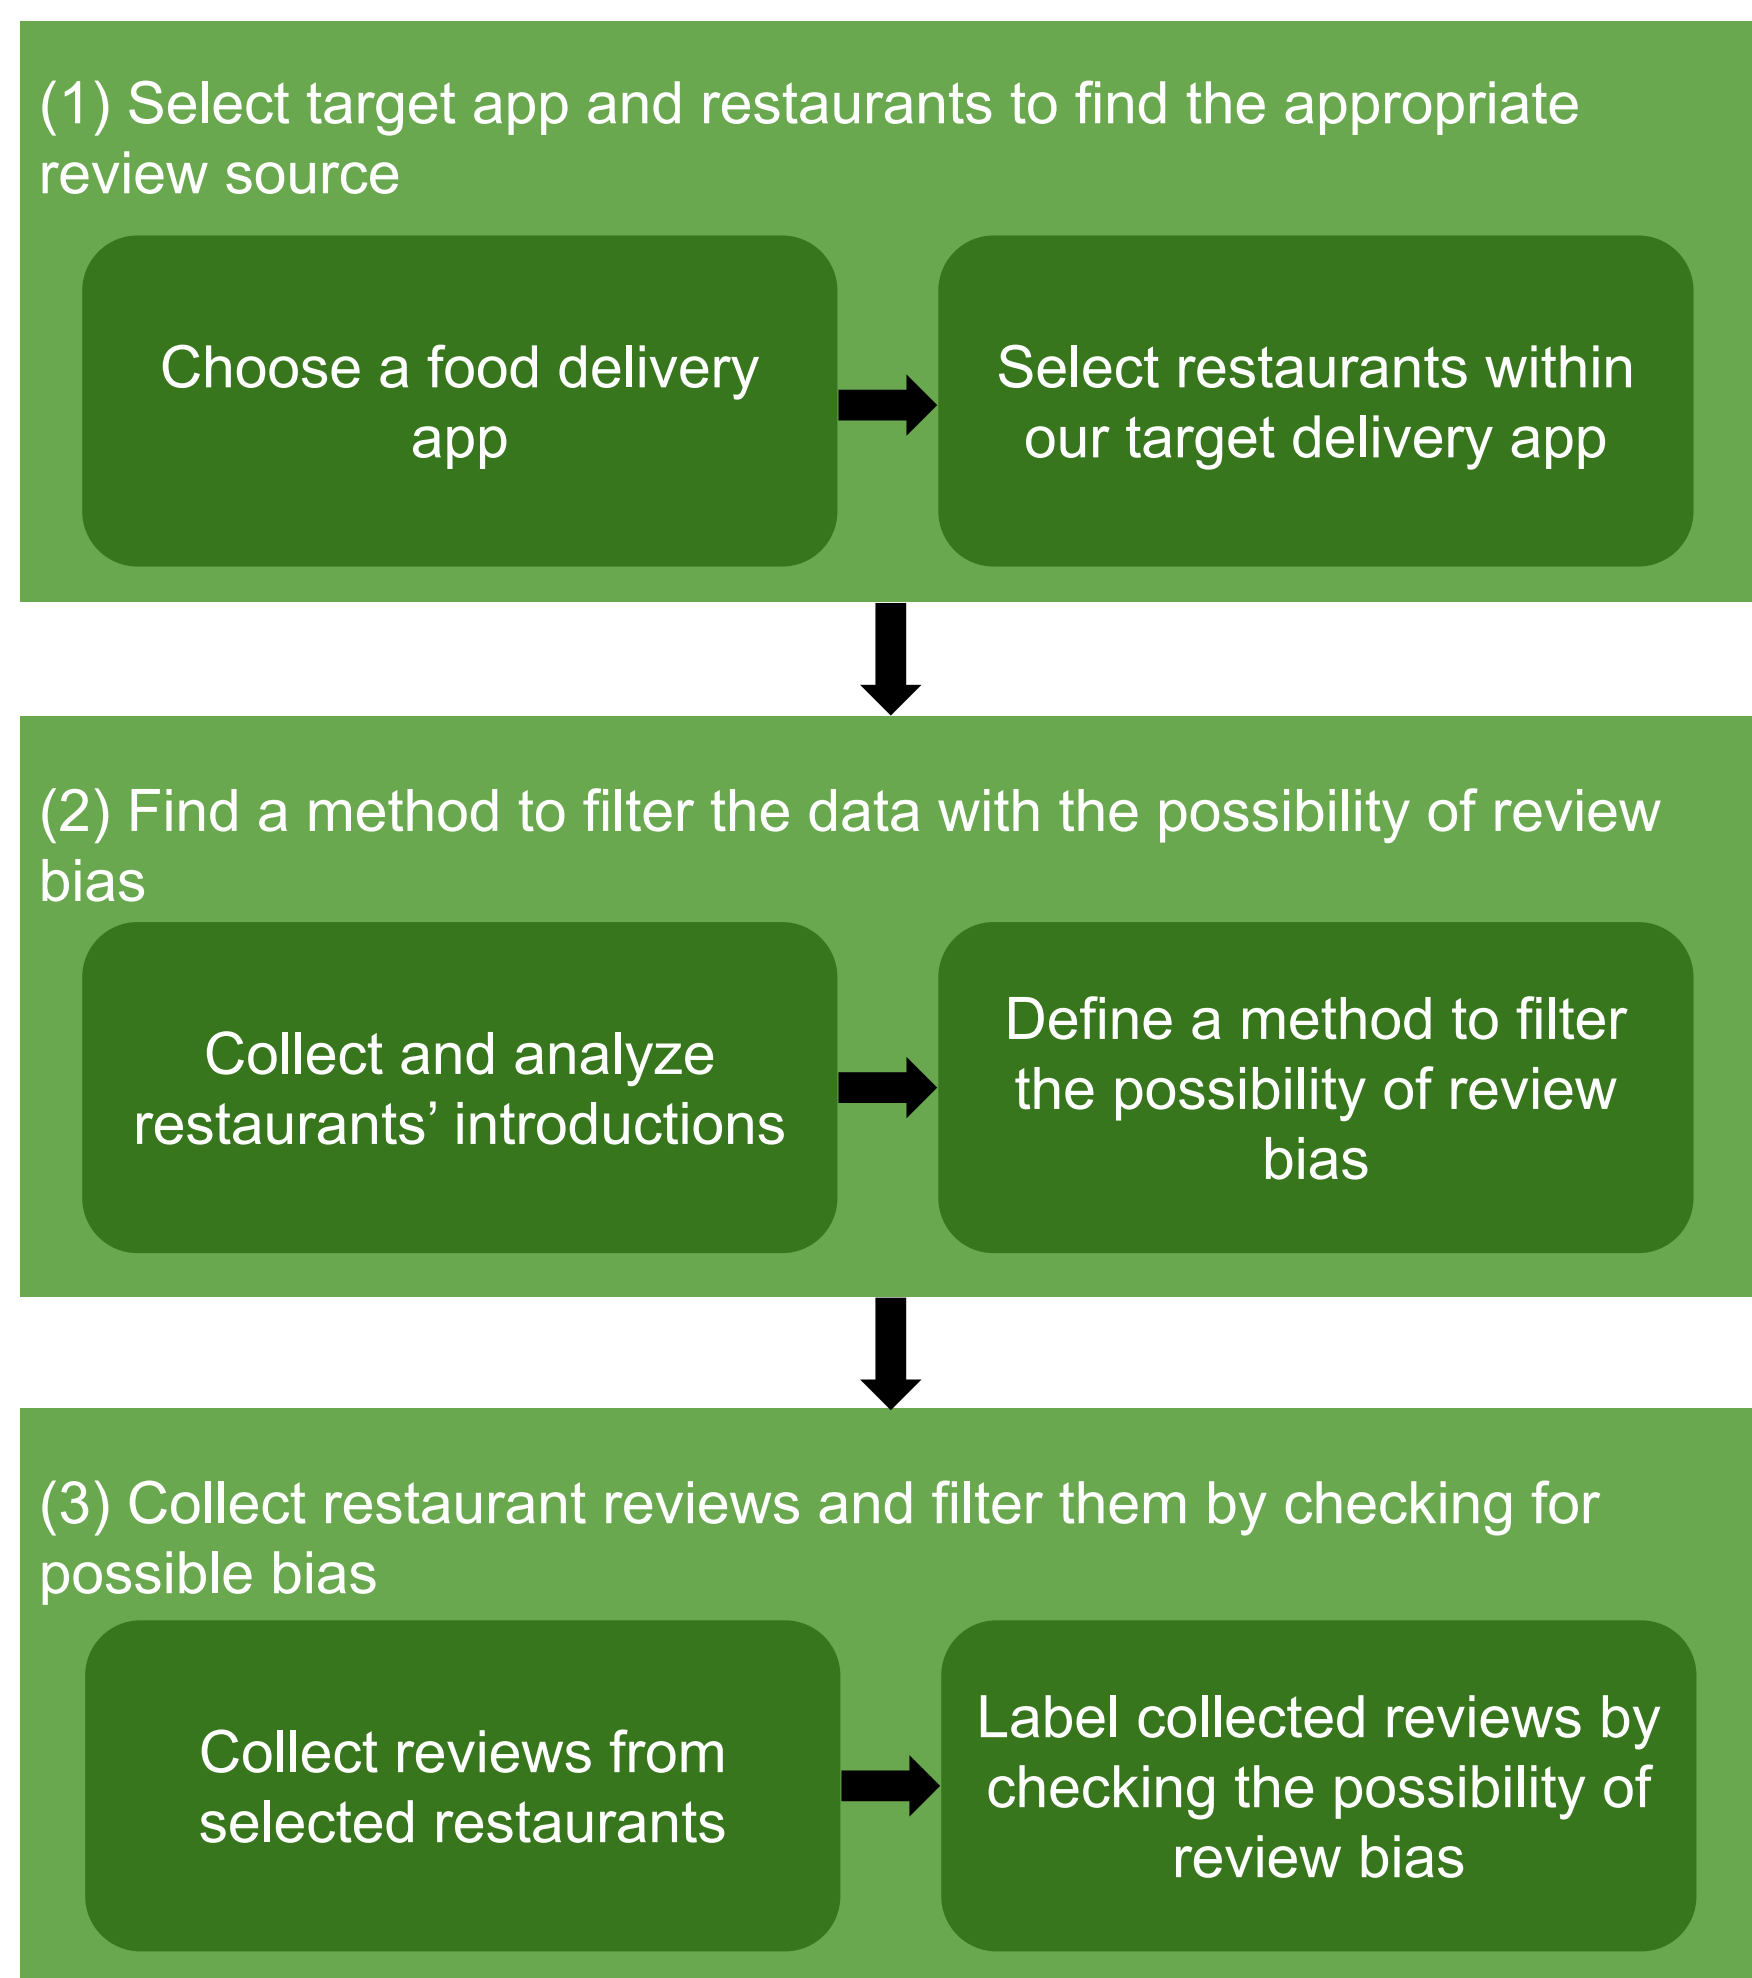 (1) Select target app and restaurants to find the appropriate
review source
Choose a food delivery
app
Select restaurants within
our target delivery app
(2) Find a method to filter the data with the possibility of review
bias
Collect and analyze
restaurants’ introductions
Define a method to filter
the possibility of review
bias
(3) Collect restaurant reviews and filter them by checking for
possible bias
Collect reviews from
selected restaurants
Label collected reviews by
checking the possibility of
review bias